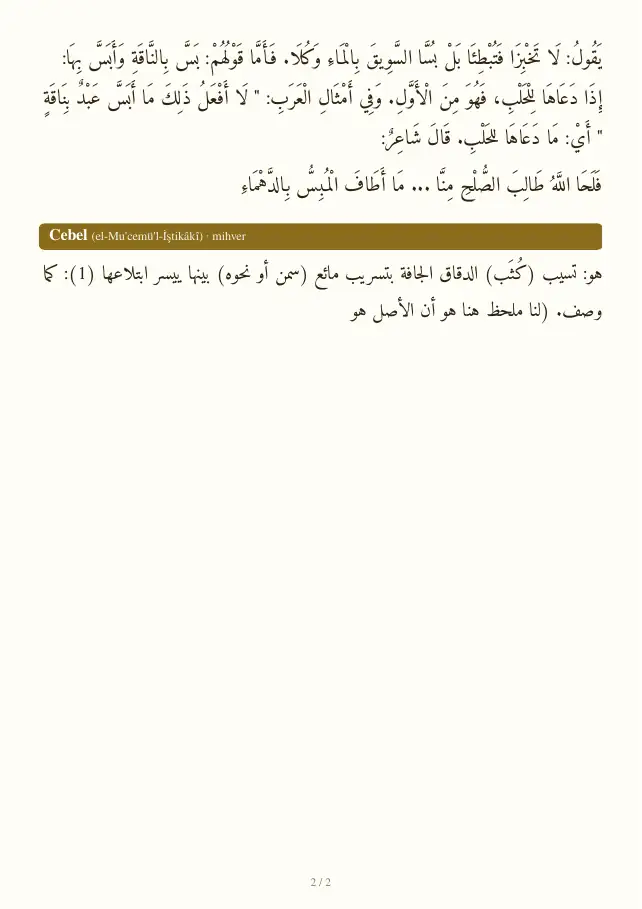 يَقُولُ: لَا تَخْبِزَا فَتُبْطِئَا بَلْ بُسَّا السَّوِيقَ بِالْمَاءِ وَكُلَا. فَأَمَّا قَوْلُهُمْ: بَسَّ بِالنَّاقَةِ وَأَبَسَّ بِهَا:
إِذَا دَعَاهَا لِلْحَلْبِ، فَهُوَ مِنَ الْأَوَّلِ. وَفِي أَمْثَالِ الْعَرَبِ: " لَا أَفْعَلُ ذَلِكَ مَا أَبَسَّ عَبْدٌ بِنَاقَةٍ
" أَيْ: مَا دَعَاهَا لِلحَلْبِ. قَالَ شَاعِرٌ:
فَلَحَا اللَّهُ طَالِبَ الصُّلْحِ مِنَّا ... مَا أَطَافَ الْمُبِسُّ بِالدَّهْمَاءِ
Cebel (el-Mu'cemü'l-İştikâkî) · mihver
هو: تسيب (كُثَب) الدقاق الجافة بتسريب مائع (سمن أو نحوه) بينها ييسر ابتلاعها (1): كما
وصف. (لنا ملحظ هنا هو أن الأصل هو
2 / 2